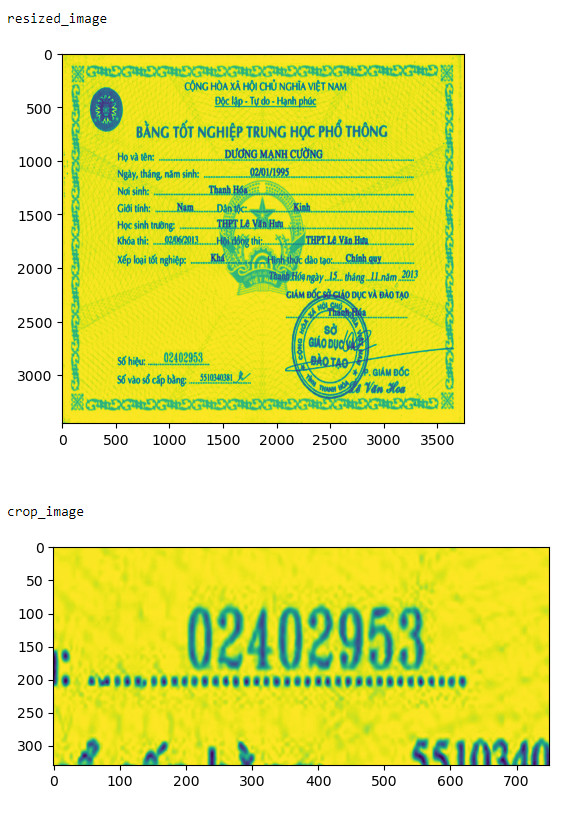 resized_image
0
500
1000
1500
2000
2500
3000
0 500 1000 1500 2000 2500 3000 3500
CỘNG HÒA XÃ HỘI CHỦ NGHĨA VIỆT NAM
Độc lập - Tự do - Hạnh phúc
BẰNG TỐT NGHIỆP TRUNG HỌC PHỔ THÔNG
Họ và tên: DƯƠNG MẠNH CƯỜNG
Ngày, tháng, năm sinh: 02/01/1995
Nơi sinh: Thanh Hóa
Giới tính: Nam Dân tộc: Kinh
Học sinh trường: THPT Lê Văn Hưu
Khóa thi: 02/06/2013 Hội đồng thi: THPT Lê Văn Hưu
Xếp loại tốt nghiệp: Khá Hình thức đào tạo: Chính quy
Thanh Hóa ngày 15 tháng 11 năm 2013
GIÁM ĐỐC SỞ GIÁO DỤC VÀ ĐÀO TẠO
Thanh Hóa
SỞ
GIÁO DỤC VÀ
ĐÀO TẠO
P. GIÁM ĐỐC
Lê Văn Hoa
Số hiệu: 02402953
Số vào sổ cấp bằng: 5510340381
crop_image
0
50
100
150
200
250
300
0 100 200 300 400 500 600 700
02402953
5510340